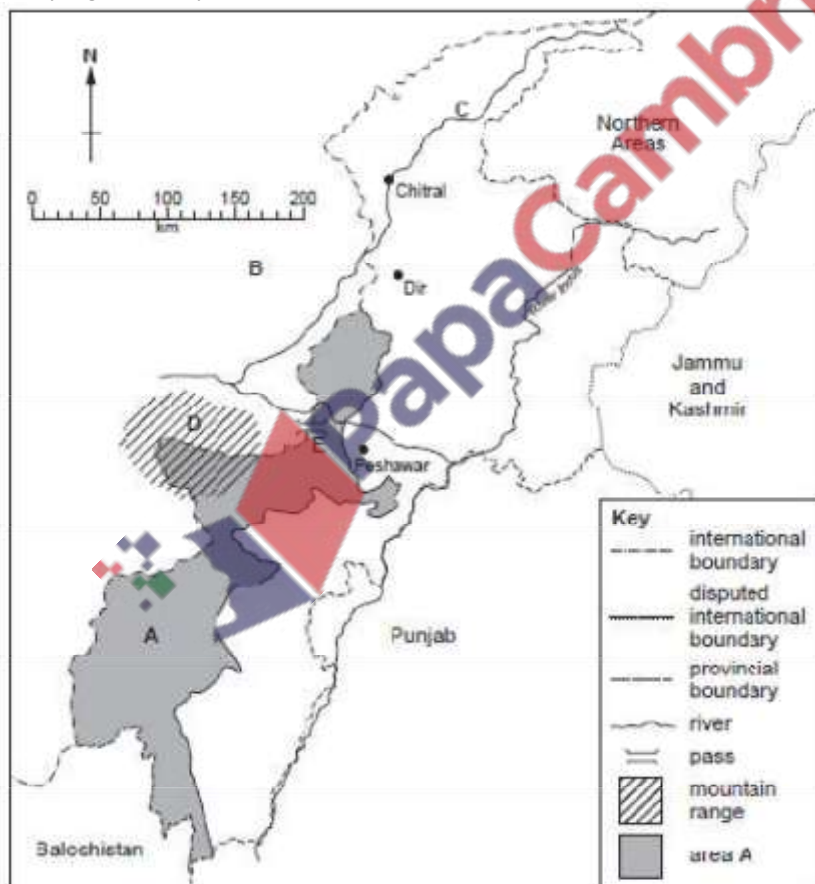 N
C
Northern
Areas
Chitral
0 50 100 150 200
km
B
Dir
Jammu
and
Kashmir
D
E
Peshawar
PapaCambri
Key
international
boundary
disputed
international
boundary
A
Punjab
provincial
boundary
river
pass
mountain
range
Balochistan
area A